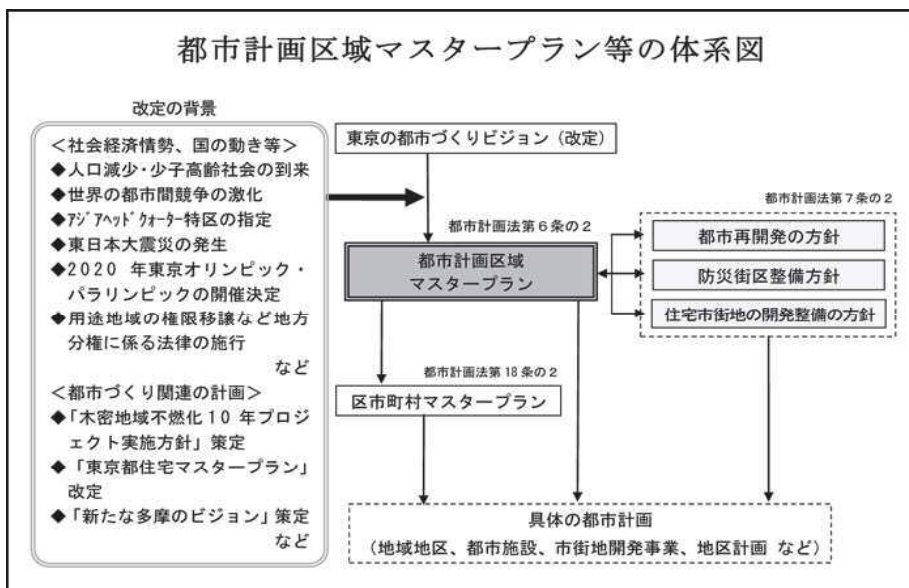 都市計画区域マスタープラン等の体系図
改定の背景
＜社会経済情勢、国の動き等＞
◆人口減少・少子高齢社会の到来
◆世界の都市間競争の激化
◆ｱｼﾞｱﾍｯﾄﾞｸｫｰﾀｰ特区の指定
◆東日本大震災の発生
◆2020 年東京オリンピック・
パラリンピックの開催決定
◆用途地域の権限移譲など地方
分権に係る法律の施行
など
＜都市づくり関連の計画＞
◆「木密地域不燃化 10 年プロジ
ェクト実施方針」策定
◆「東京都住宅マスタープラン」
改定
◆「新たな多摩のビジョン」策定
など
東京の都市づくりビジョン（改定）
都市計画法第６条の２
都市計画区域
マスタープラン
都市計画法第７条の２
都市再開発の方針
防災街区整備方針
住宅市街地の開発整備の方針
都市計画法第 18 条の２
区市町村マスタープラン
具体の都市計画
（地域地区、都市施設、市街地開発事業、地区計画 など）